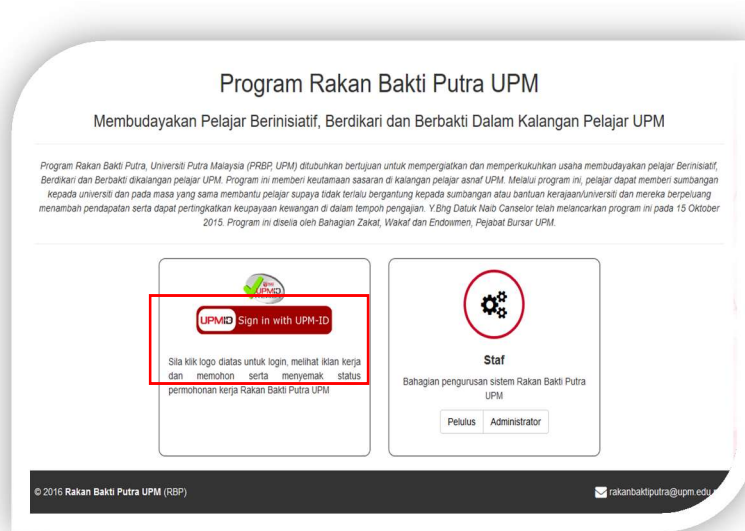 Program Rakan Bakti Putra UPM
Membudayakan Pelajar Berinisiatif, Berdikari dan Berbakti Dalam Kalangan Pelajar UPM
Program Rakan Bakti Putra, Universiti Putra Malaysia (PRBP, UPM) ditubuhkan bertujuan untuk mempergiatkan dan memperkukuhkan usaha membudayakan pelajar Berinisiatif,
Berdikari dan Berbakti dikalangan pelajar UPM. Program ini memberi keutamaan sasaran di kalangan pelajar asnaf UPM. Melalui program ini, pelajar dapat memberi sumbangan
kepada universiti dan pada masa yang sama membantu pelajar supaya tidak terlalu bergantung kepada sumbangan atau bantuan kerajaan/universiti dan mereka berpeluang
menambah pendapatan serta dapat pertingkatkan keupayaan kewangan di dalam tempoh pengajian. Y.Bhg Datuk Naib Canselor telah melancarkan program ini pada 15 Oktober
2015. Program ini diselia oleh Bahagian Zakat, Wakaf dan Endowmen, Pejabat Bursar UPM.
UPMID
UPMID Sign in with UPM-ID
Sila klik logo diatas untuk login, melihat iklan kerja
dan memohon serta menyemak status
permohonan kerja Rakan Bakti Putra UPM
Staf
Bahagian pengurusan sistem Rakan Bakti Putra
UPM
Pelulus Administrator
© 2016 Rakan Bakti Putra UPM (RBP)
rakanbaktiputra@upm.edu